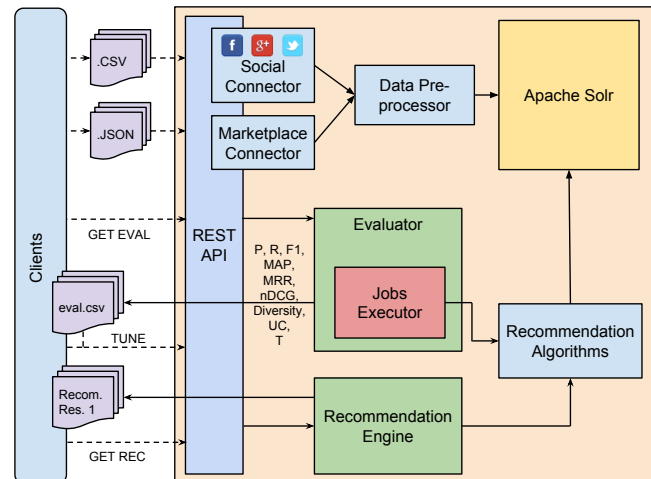 .CSV
f g+
Social
Connector
Data Pre-
processor
Apache Solr
.JSON
Marketplace
Connector
Clients
GET EVAL
REST
API
Evaluator
P, R, F1,
MAP,
MRR,
nDCG,
Diversity,
UC,
T
Jobs
Executor
eval.csv
TUNE
Recommendation
Algorithms
Recom.
Res. 1
Recommendation
Engine
GET REC